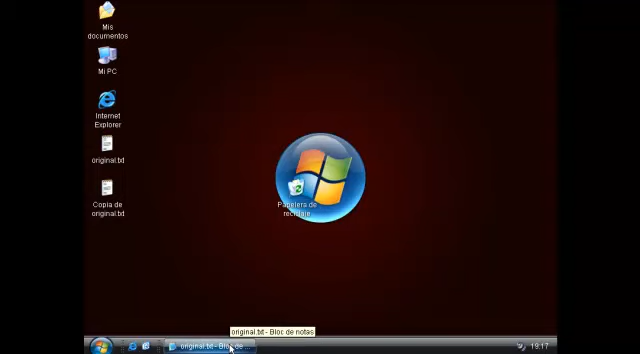 Mis
documentos
Mi PC
Internet
Explorer
original.txt
Copia de
original.txt
Papelera de
reciclaje
original.txt - Bloc de notas
original.txt - Bloc de ...
19:17